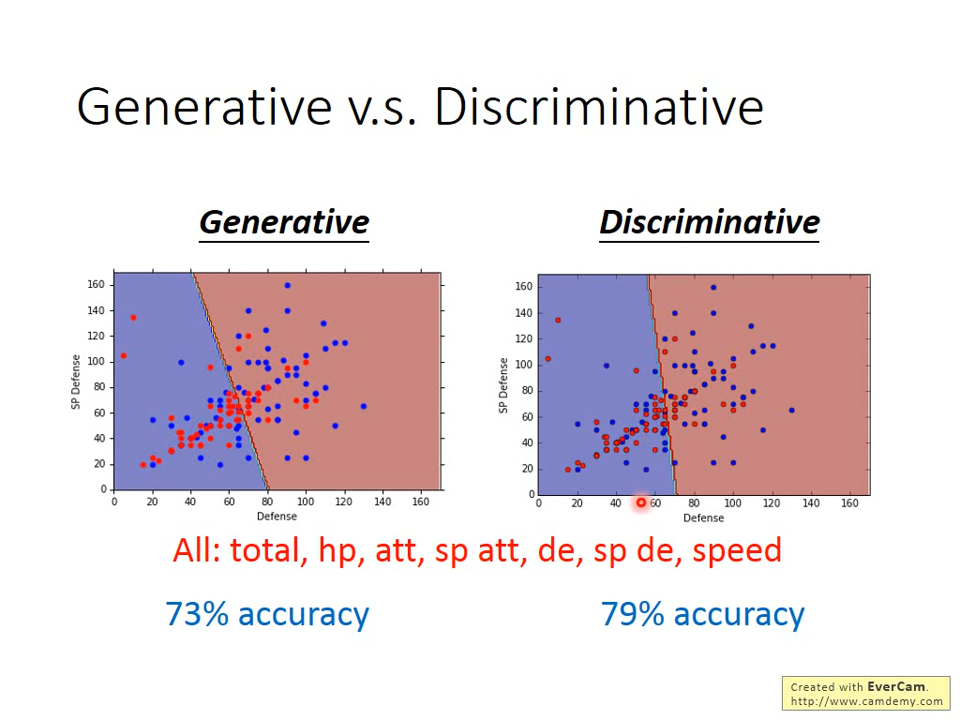 Generative v.s. Discriminative
Generative
Discriminative
160
140
120
100
80
60
40
20
0
SP Defense
0 20 40 60 80 100 120 140 160
Defense
160
140
120
100
80
60
40
20
0
SP Defense
0 20 40 60 80 100 120 140 160
Defense
All: total, hp, att, sp att, de, sp de, speed
73% accuracy
79% accuracy
Created with EverCam.
http://www.camdemy.com